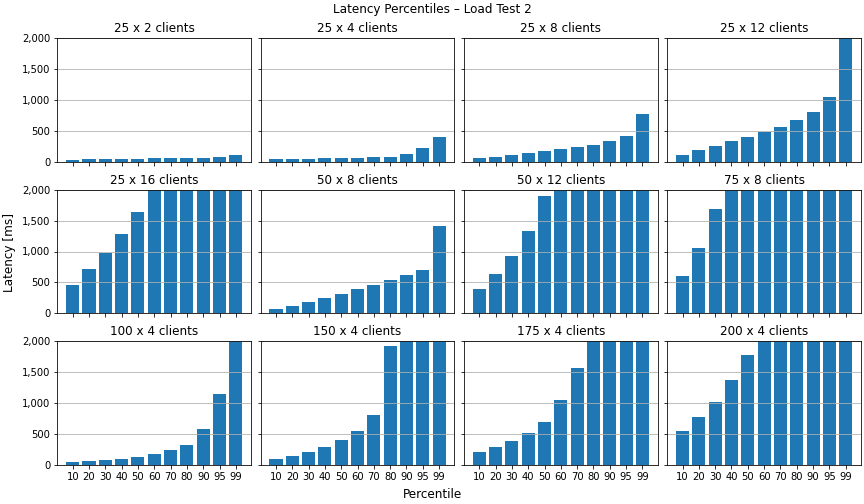 Latency Percentiles – Load Test 2
25 x 2 clients
25 x 4 clients
25 x 8 clients
25 x 12 clients
2,000
1,500
1,000
500
0
25 x 16 clients
50 x 8 clients
50 x 12 clients
75 x 8 clients
Latency [ms]
2,000
1,500
1,000
500
0
100 x 4 clients
150 x 4 clients
175 x 4 clients
200 x 4 clients
2,000
1,500
1,000
500
0
10 20 30 40 50 60 70 80 90 95 99
10 20 30 40 50 60 70 80 90 95 99
10 20 30 40 50 60 70 80 90 95 99
10 20 30 40 50 60 70 80 90 95 99
Percentile